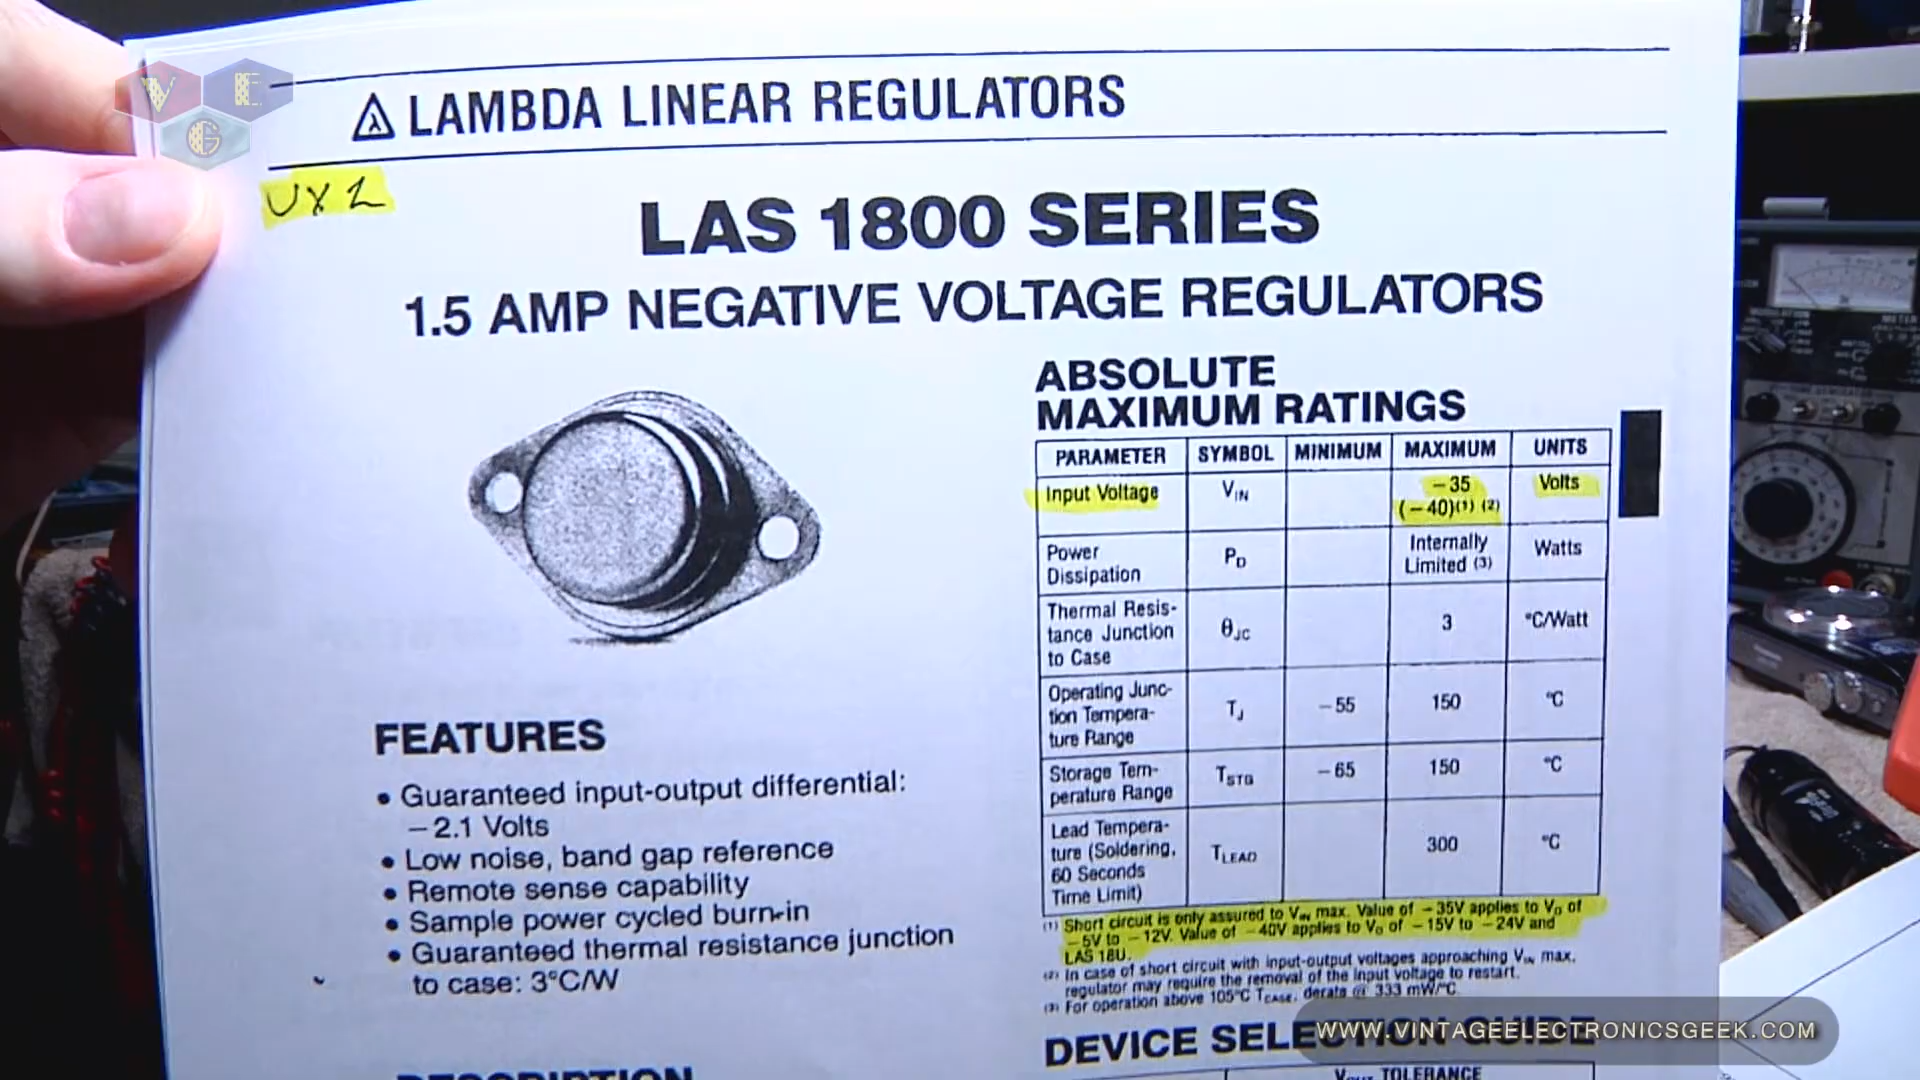 V E
G
LAMBDA LINEAR REGULATORS
LAS 1800 SERIES
1.5 AMP NEGATIVE VOLTAGE REGULATORS
FEATURES
• Guaranteed input-output differential:
−2.1 Volts
• Low noise, band gap reference
• Remote sense capability
• Sample power cycled burn-in
• Guaranteed thermal resistance junction
to case: 3°C/W
DESCRIPTION
ABSOLUTE
MAXIMUM RATINGS
PARAMETER SYMBOL MINIMUM MAXIMUM UNITS
Input Voltage VIN −35 Volts
(−40)(1) (2)
Power Dissipation PD Internally Limited (3) Watts
Thermal Resis-
tance Junction θJC 3 °C/Watt
to Case
Operating Junc-
tion Tempera- TJ −55 150 °C
ture Range
Storage Tem- TSTG −65 150 °C
perature Range
Lead Tempera-
ture (Soldering, TLEAD 300 °C
60 Seconds
Time Limit)
(1) Short circuit is only assured to VIN max. Value of −35V applies to VO of
−5V to −12V. Value of −40V applies to VO of −15V to −24V and
LAS 18U.
(2) In case of short circuit with input-output voltages approaching VIN max,
regulator may require the removal of the input voltage to restart.
(3) For operation above 105°C TCASE, derate @ 333 mW/°C
DEVICE SELECTION GUIDE
VOUT TOLERANCE
WWW.VINTAGEELECTRONICSGEEK.COM